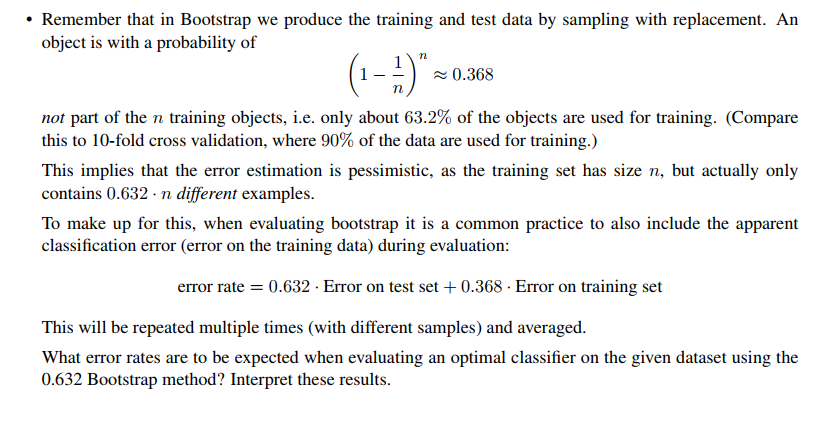 • Remember that in Bootstrap we produce the training and test data by sampling with replacement. An
object is with a probability of
(1 − 1/n)^n ≈ 0.368
not part of the n training objects, i.e. only about 63.2% of the objects are used for training. (Compare
this to 10-fold cross validation, where 90% of the data are used for training.)
This implies that the error estimation is pessimistic, as the training set has size n, but actually only
contains 0.632 · n different examples.
To make up for this, when evaluating bootstrap it is a common practice to also include the apparent
classification error (error on the training data) during evaluation:
error rate = 0.632 · Error on test set + 0.368 · Error on training set
This will be repeated multiple times (with different samples) and averaged.
What error rates are to be expected when evaluating an optimal classifier on the given dataset using the
0.632 Bootstrap method? Interpret these results.